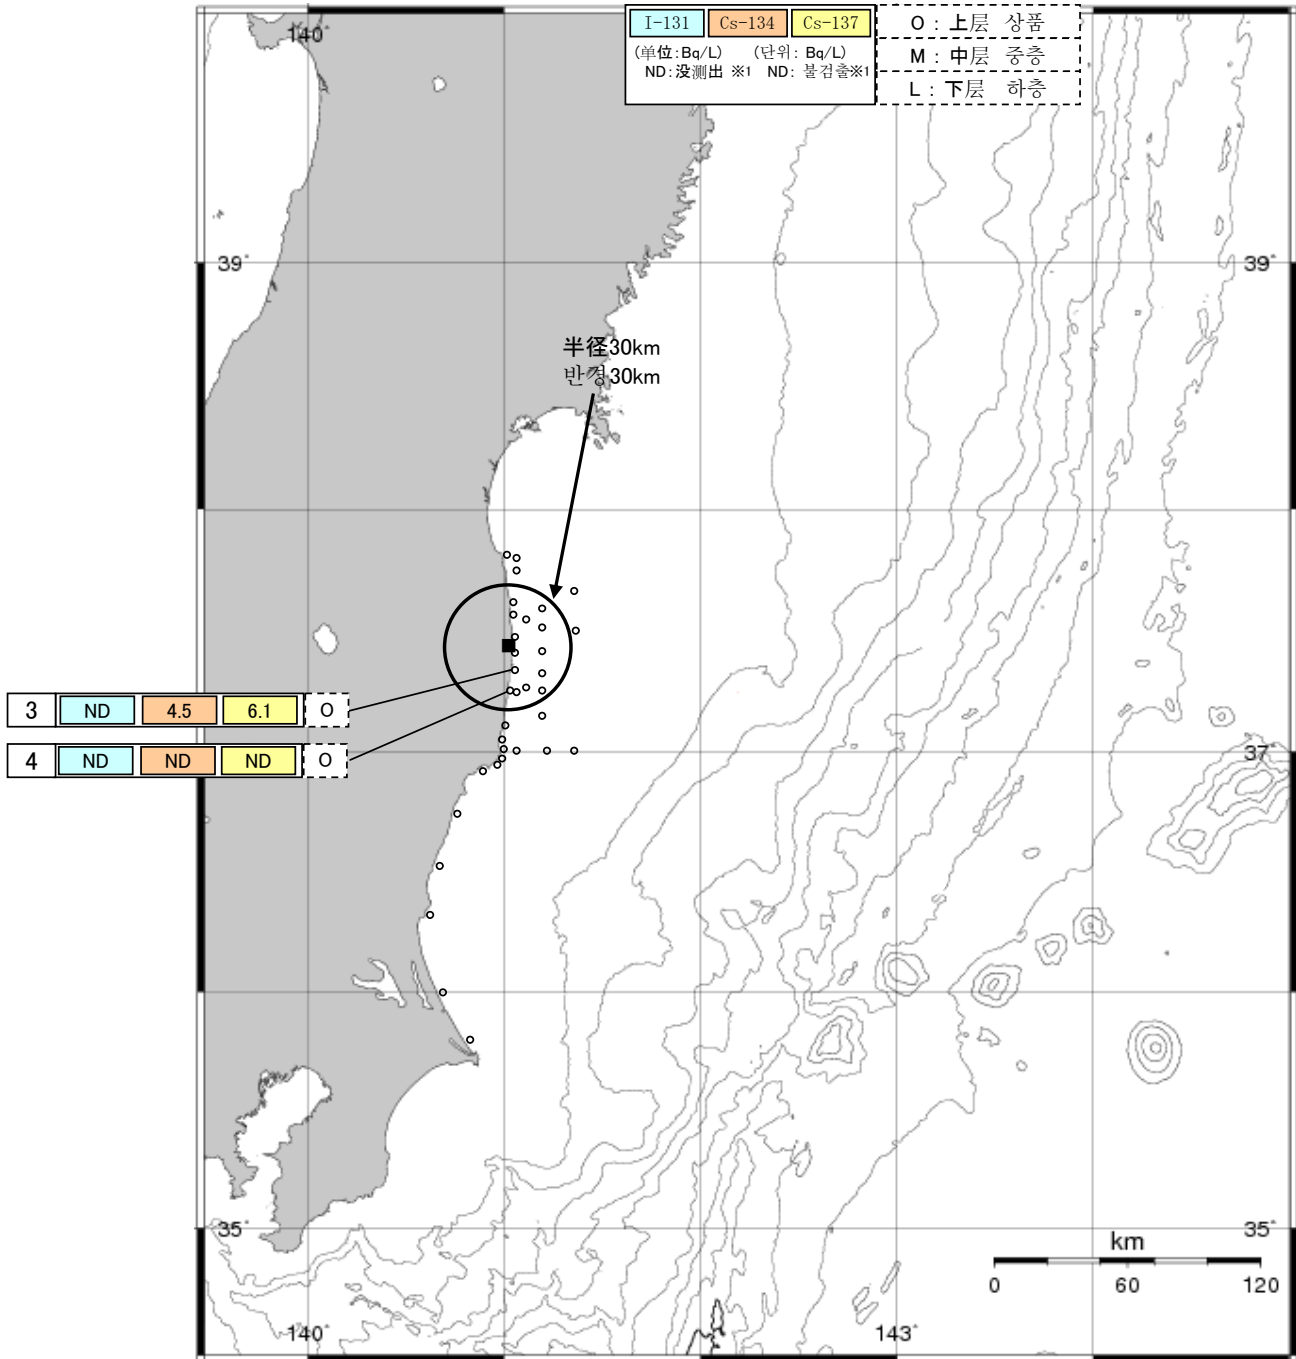 I-131 Cs-134 Cs-137
(単位:Bq/L) (단위: Bq/L)
ND:没测出 ※1 ND: 불검출※1
O : 上层 상품
M : 中层 중층
L : 下层 하층
140°
39° 39°
半径30km
반경30km
3 ND 4.5 6.1 O
4 ND ND ND O
37°
35° 35°
km
0 60 120
140° 143°